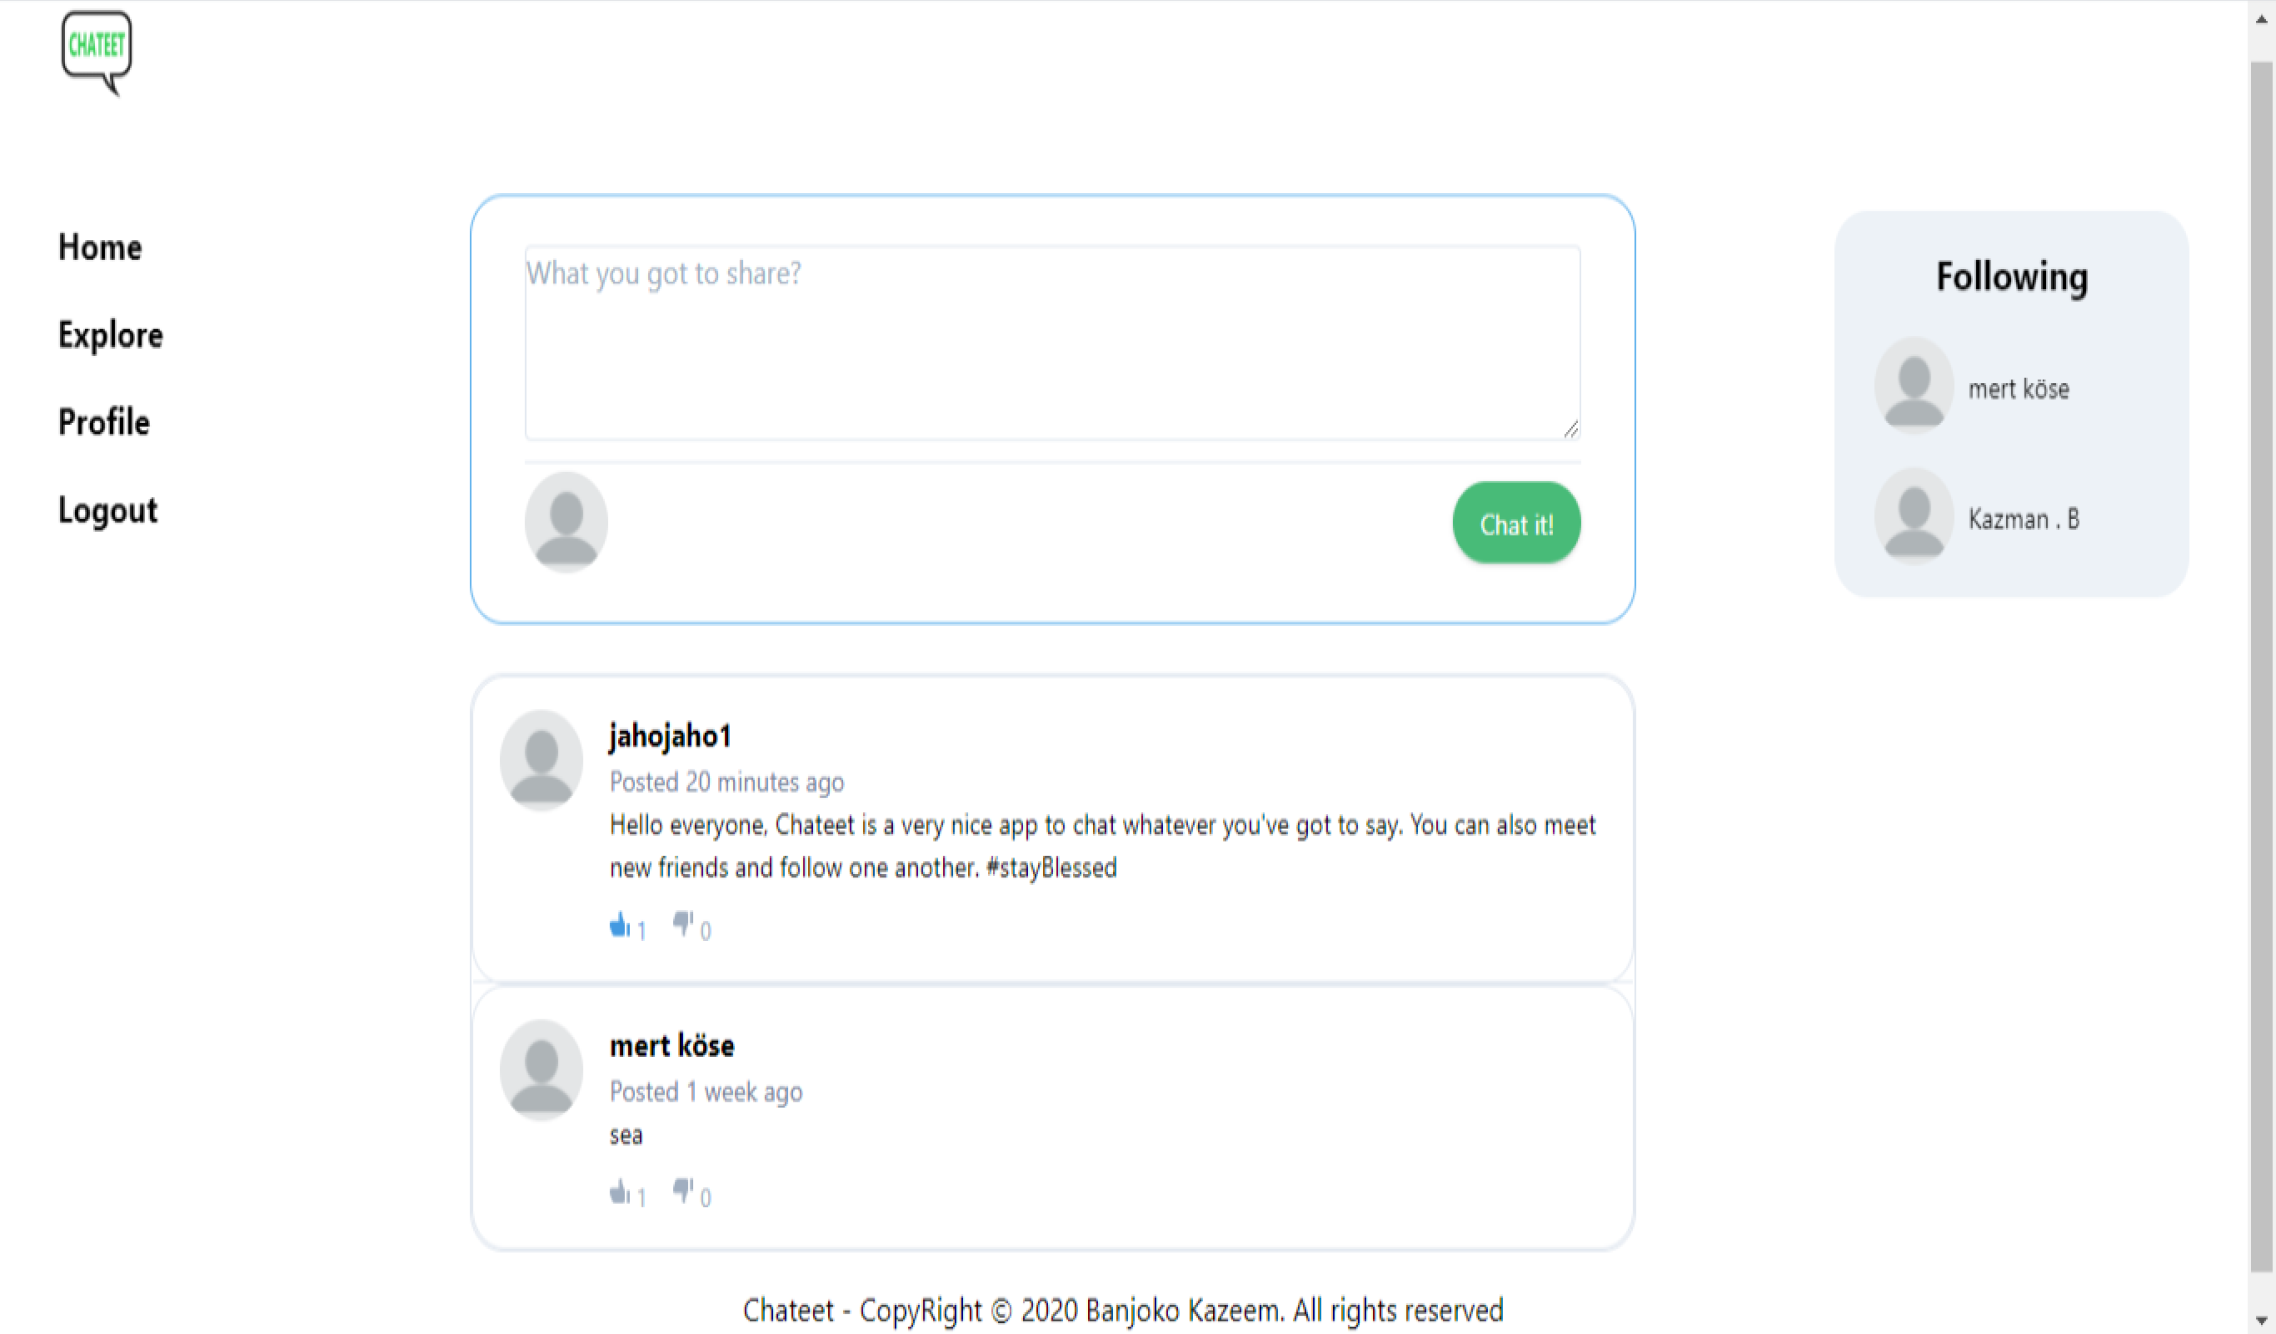 CHATEET
Home
Explore
Profile
Logout
What you got to share?
Chat it!
Following
mert köse
Kazman . B
jahojaho1
Posted 20 minutes ago
Hello everyone, Chateet is a very nice app to chat whatever you've got to say. You can also meet
new friends and follow one another. #stayBlessed
1 0
mert köse
Posted 1 week ago
sea
1 0
Chateet - CopyRight © 2020 Banjoko Kazeem. All rights reserved